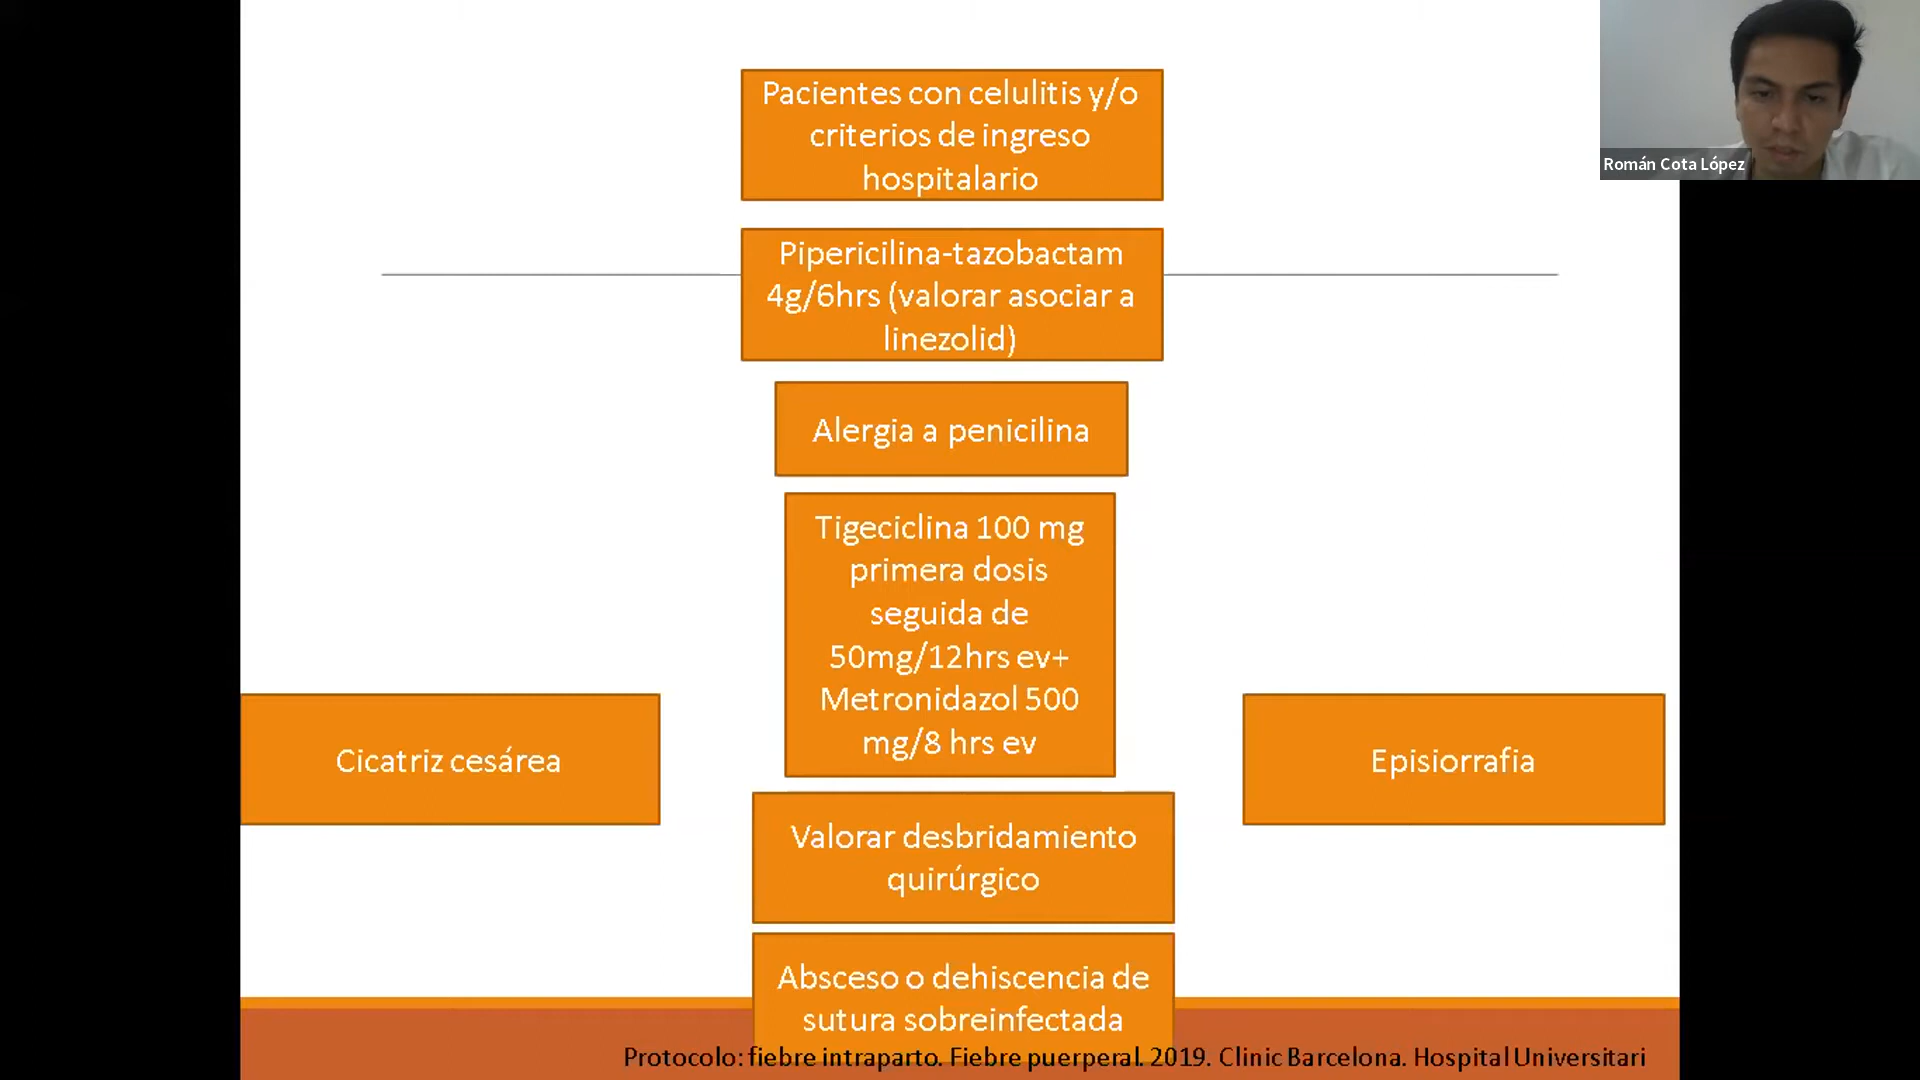 Pacientes con celulitis y/o
criterios de ingreso
hospitalario
Román Cota López
Pipericilina-tazobactam
4g/6hrs (valorar asociar a
linezolid)
Alergia a penicilina
Tigeciclina 100 mg
primera dosis
seguida de
50mg/12hrs ev+
Metronidazol 500
mg/8 hrs ev
Cicatriz cesárea
Episiorrafia
Valorar desbridamiento
quirúrgico
Absceso o dehiscencia de
sutura sobreinfectada
Protocolo: fiebre intraparto. Fiebre puerperal. 2019. Clinic Barcelona. Hospital Universitari